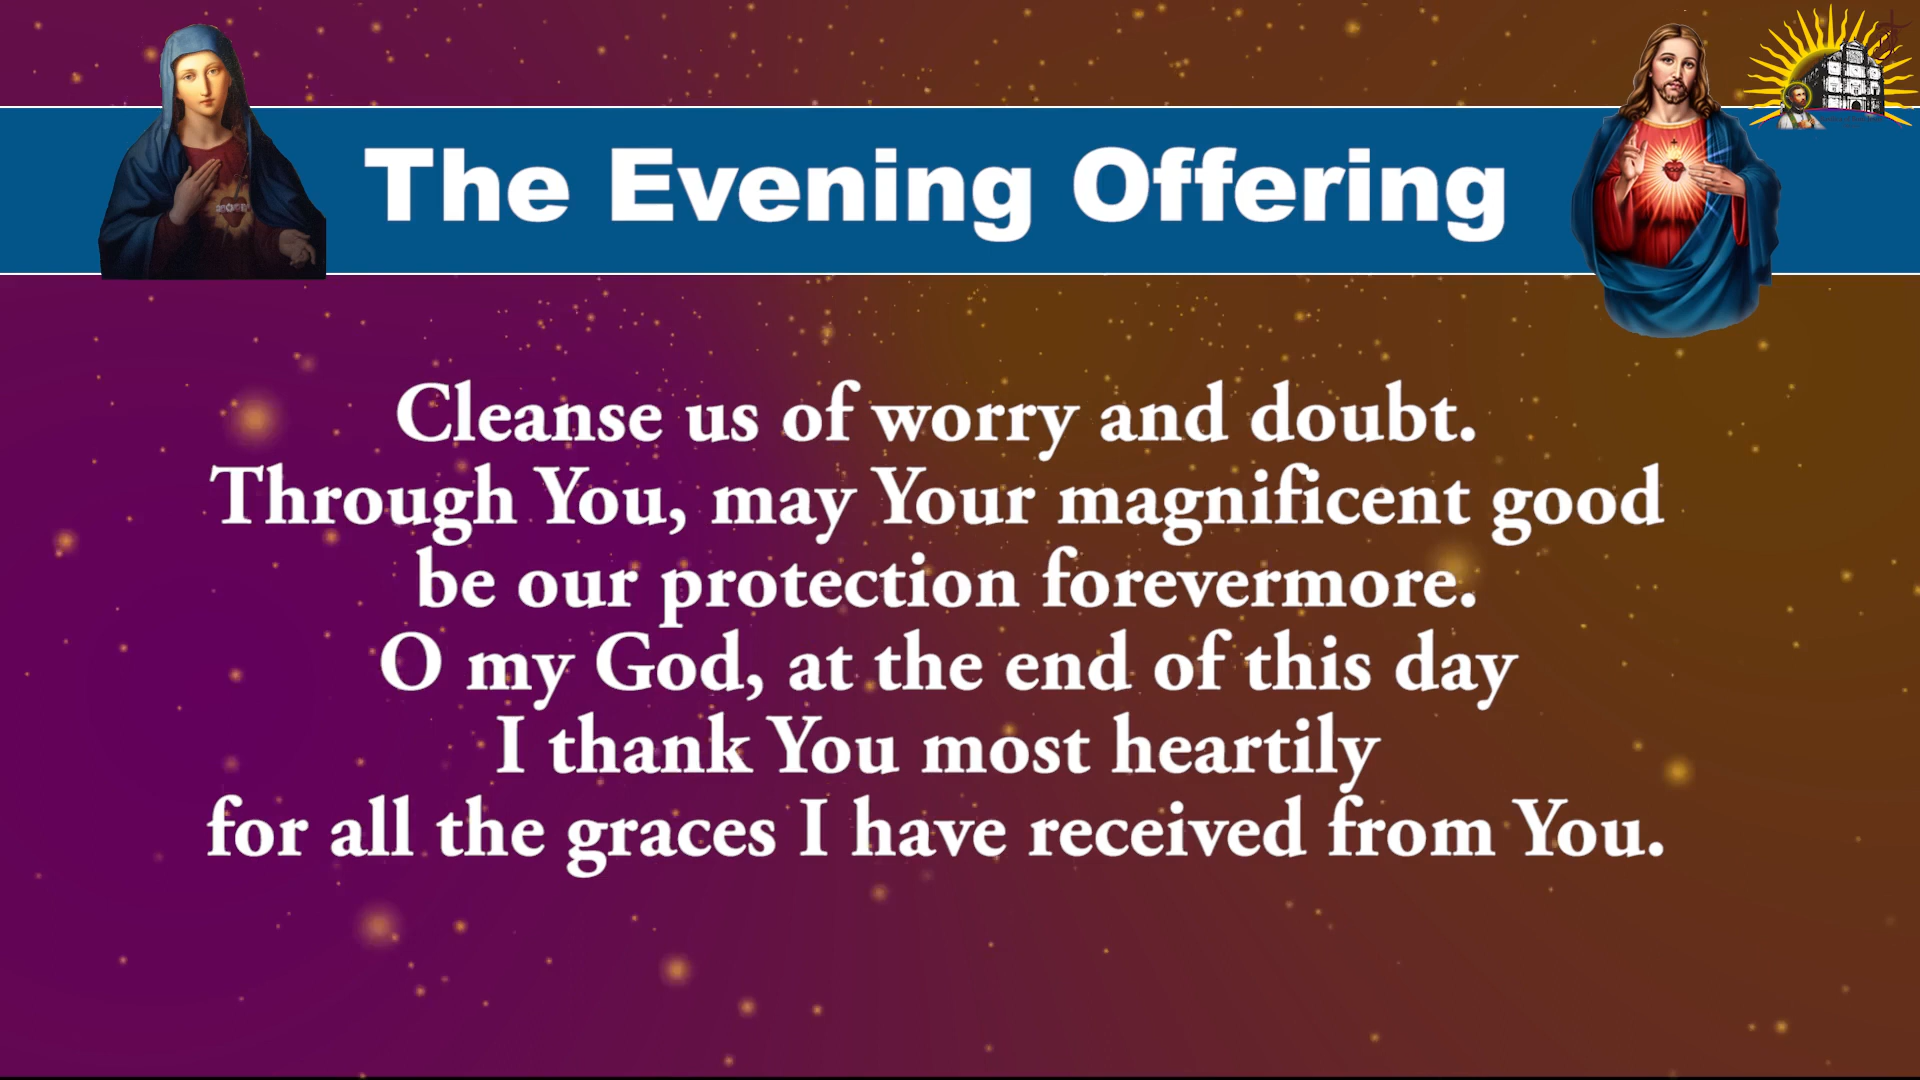 The Evening Offering
Cleanse us of worry and doubt.
Through You, may Your magnificent good
be our protection forevermore.
O my God, at the end of this day
I thank You most heartily
for all the graces I have received from You.